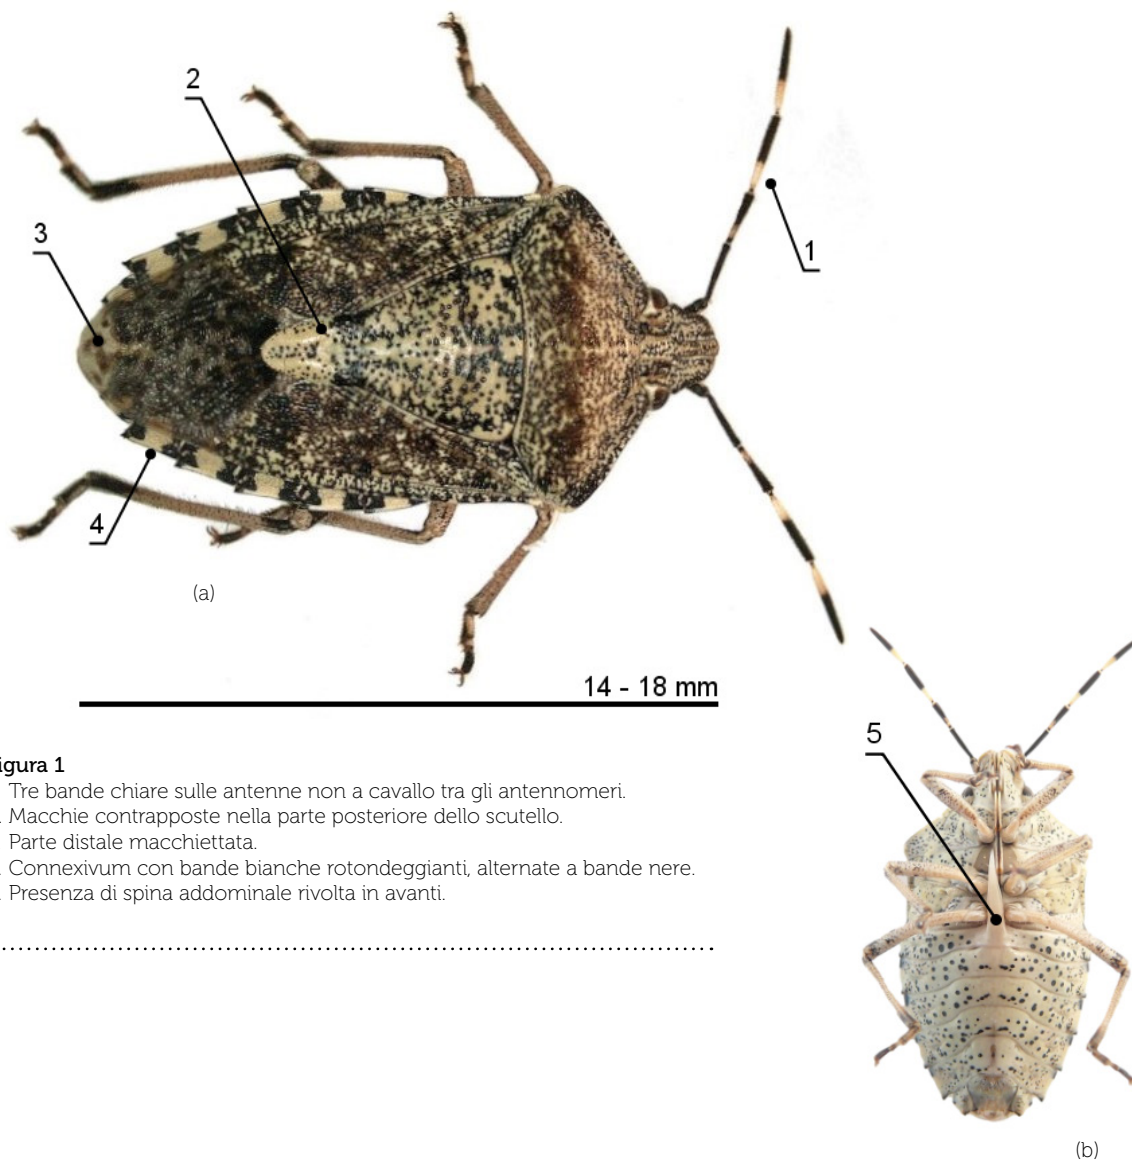 2
1
3
4
(a)
14 - 18 mm
5
igura 1
Tre bande chiare sulle antenne non a cavallo tra gli antennomeri.
. Macchie contrapposte nella parte posteriore dello scutello.
Parte distale macchiettata.
. Connexivum con bande bianche rotondeggianti, alternate a bande nere.
. Presenza di spina addominale rivolta in avanti.
(b)